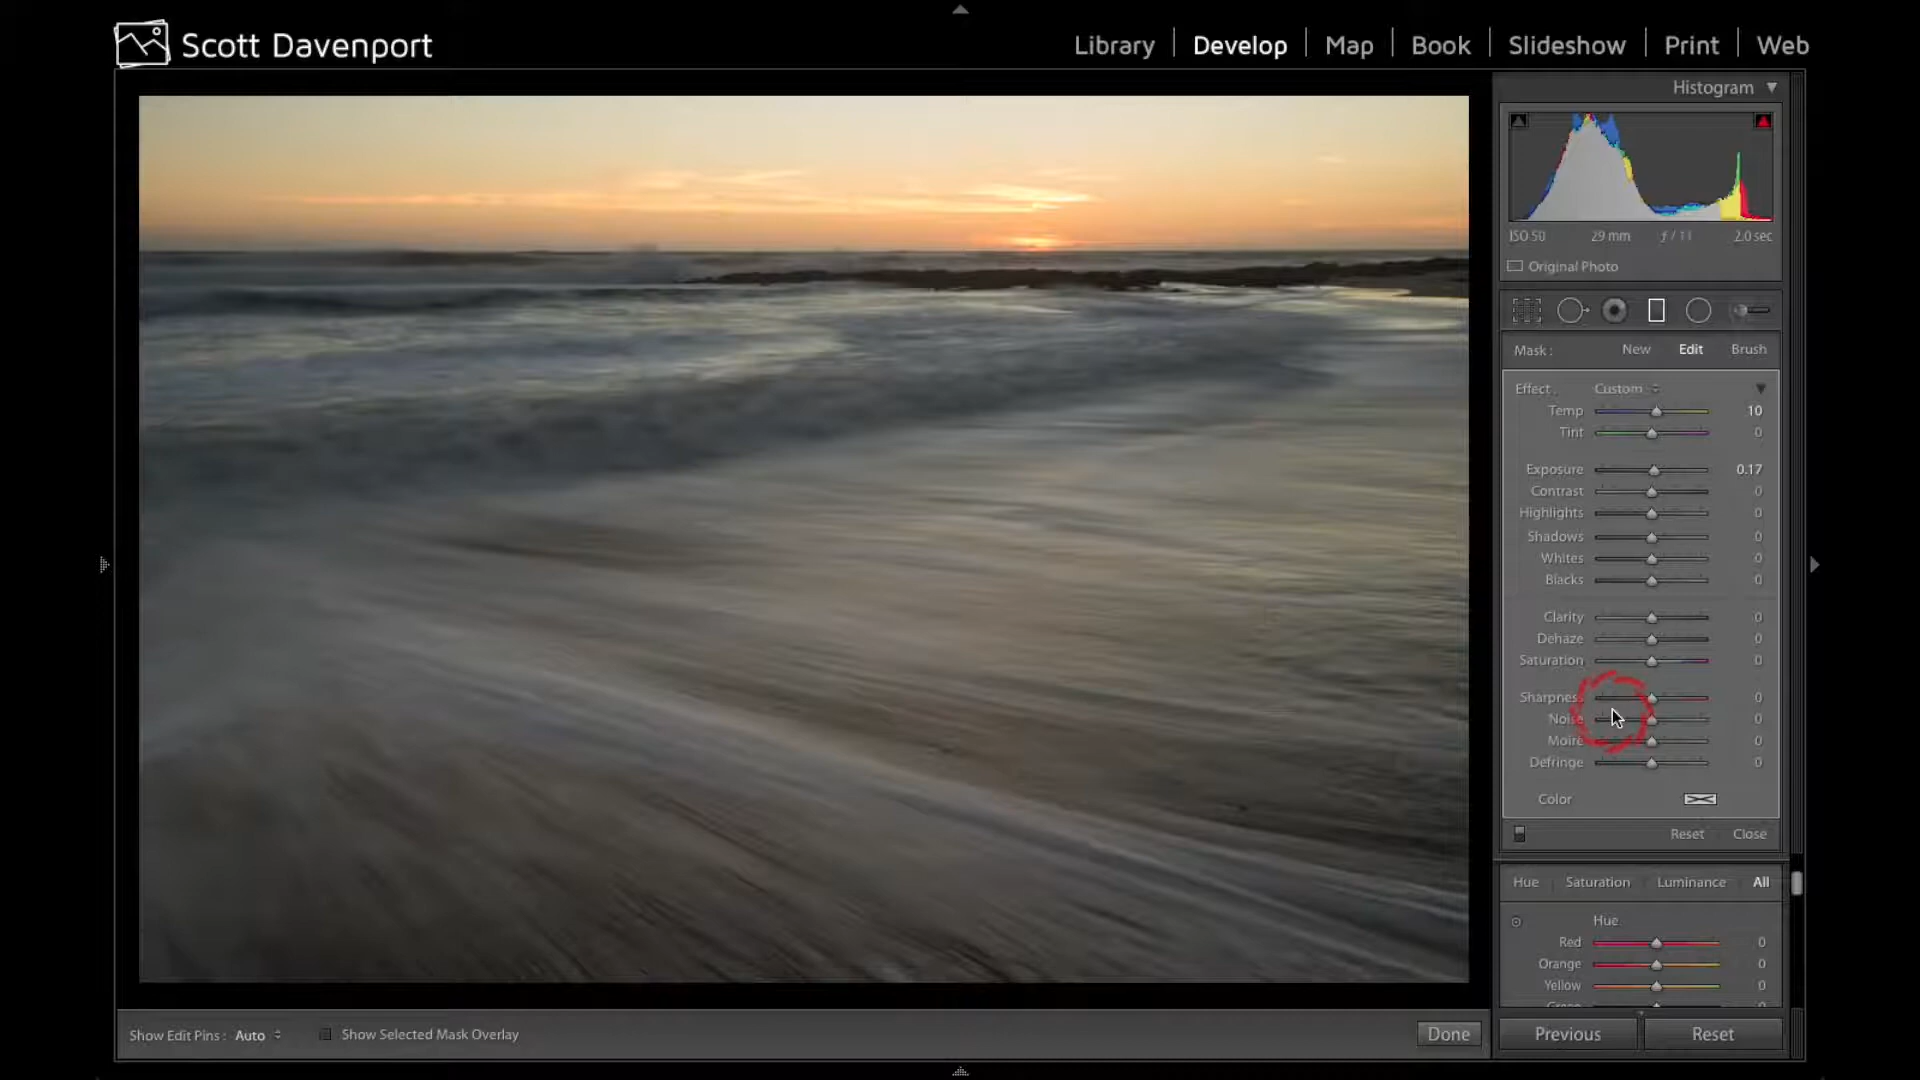 Scott Davenport
Library Develop Map Book Slideshow Print Web
Histogram
ISO 50 29 mm ƒ / 11 2.0 sec
Original Photo
Mask : New Edit Brush
Effect : Custom
Temp 10
Tint 0
Exposure 0.17
Contrast 0
Highlights 0
Shadows 0
Whites 0
Blacks 0
Clarity 0
Dehaze 0
Saturation 0
Sharpness 0
Noise 0
Moiré 0
Defringe 0
Color
Reset Close
Hue Saturation Luminance All
Hue
Red 0
Orange 0
Yellow 0
Show Edit Pins : Auto Show Selected Mask Overlay Done
Previous Reset